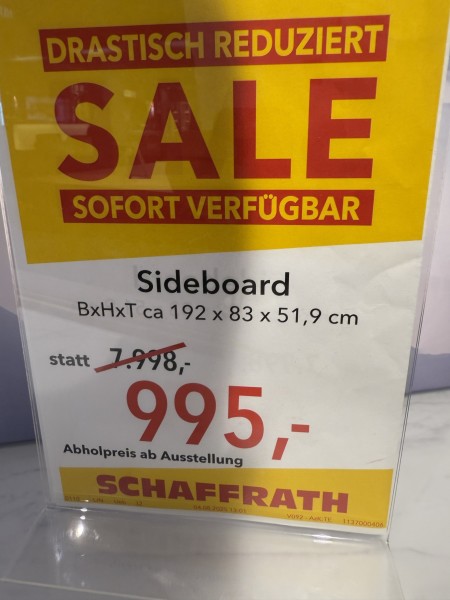 DRASTISCH REDUZIERT
SALE
SOFORT VERFÜGBAR
Sideboard
BxHxT ca 192 x 83 x 51,9 cm
statt 7.998,-
995,-
Abholpreis ab Ausstellung
SCHAFFRATH